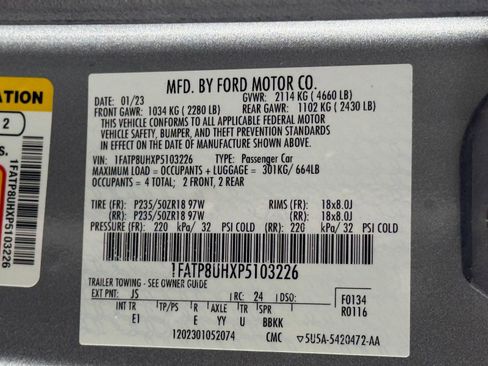 ATION
2
s.
1FATP8UHXP5103226
MFD. BY FORD MOTOR CO.
DATE: 01/23 GVWR: 2114 KG ( 4660 LB)
FRONT GAWR: 1034 KG ( 2280 LB) REAR GAWR: 1102 KG ( 2430 LB)
THIS VEHICLE CONFORMS TO ALL APPLICABLE FEDERAL MOTOR
VEHICLE SAFETY, BUMPER, AND THEFT PREVENTION STANDARDS
IN EFFECT ON THE DATE OF MANUFACTURE SHOWN ABOVE.
VIN: 1FATP8UHXP5103226 TYPE: Passenger Car
MAXIMUM LOAD = OCCUPANTS + LUGGAGE = 301KG/ 664LB
OCCUPANTS = 4 TOTAL; 2 FRONT, 2 REAR
TIRE (FR): P235/50ZR18 97W RIMS (FR): 18x8.0J
(RR): P235/50ZR18 97W (RR): 18x8.0J
PRESSURE (FR): 220 kPa/ 32 PSI COLD (RR): 220 kPa/ 32 PSI COLD
1FATP8UHXP5103226
TRAILER TOWING - SEE OWNER GUIDE
EXT PNT: JS RC: 24 DSO: F0134
INT TR TP/PS R AXLE TR SPR R0116
E1 E YY U BBKK
1202301052074 CMC 5U5A-5420472-AA